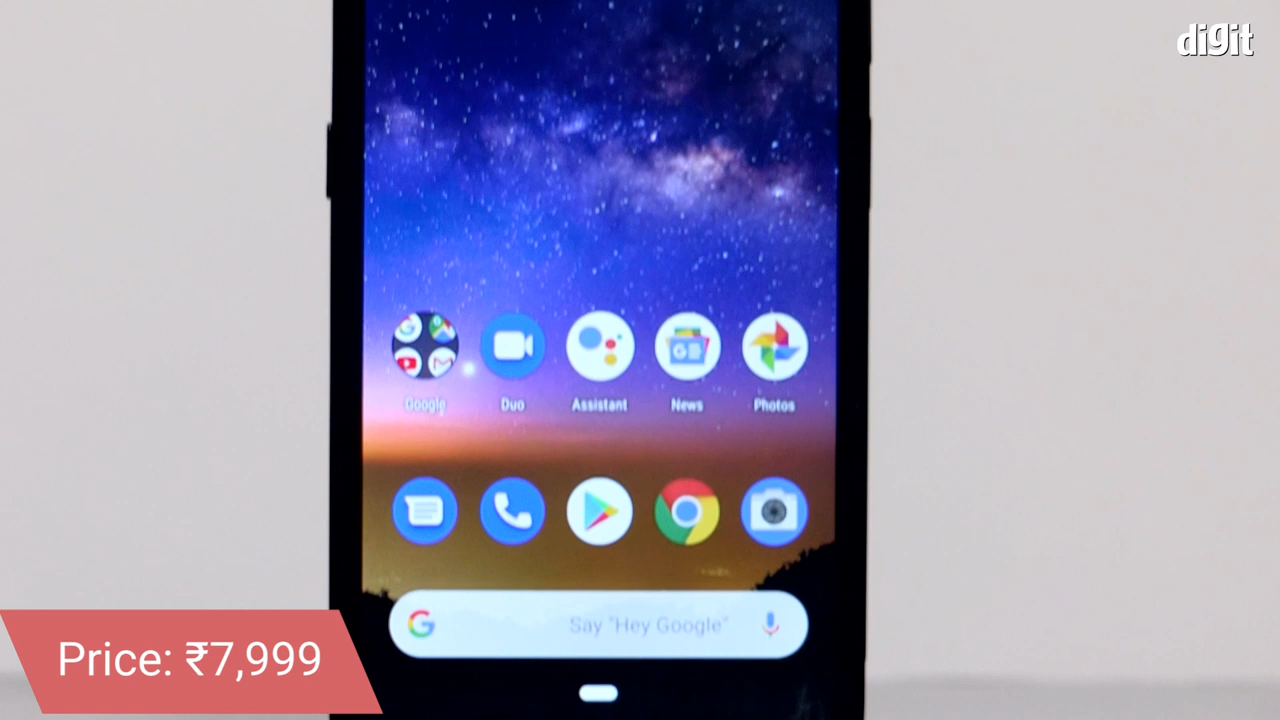 digit
Google
Duo
Assistant
News
Photos
G Say "Hey Google"
Price: ₹7,999